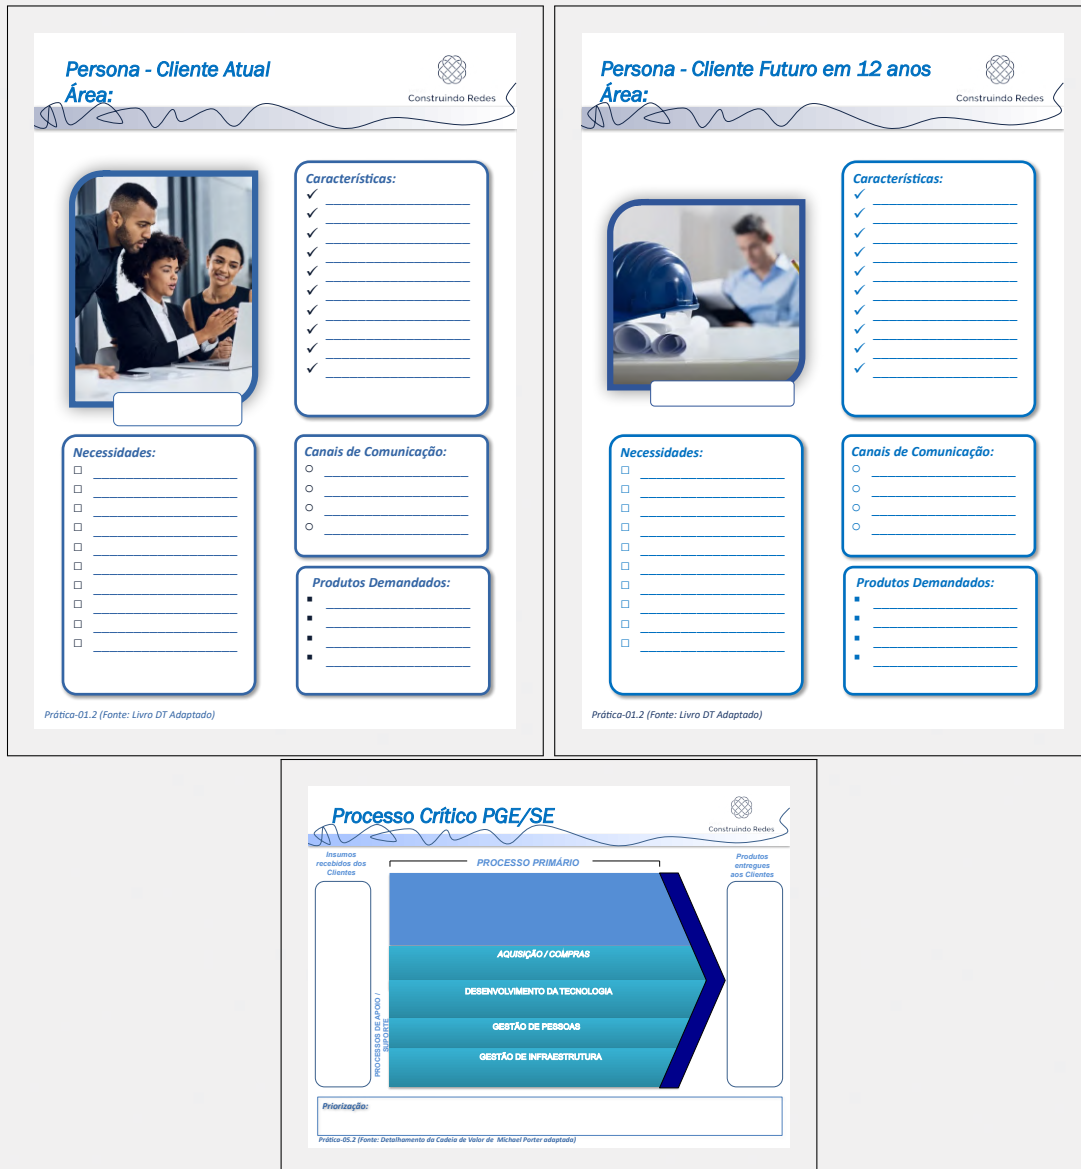 Persona - Cliente Atual
Área:
Construindo Redes
Características:
Necessidades:
Canais de Comunicação:
Produtos Demandados:
Prática-01.2 (Fonte: Livro DT Adaptado)
Persona - Cliente Futuro em 12 anos
Área:
Construindo Redes
Características:
Necessidades:
Canais de Comunicação:
Produtos Demandados:
Prática-01.2 (Fonte: Livro DT Adaptado)
Processo Crítico PGE/SE
Construindo Redes
Insumos
recebidos dos
Clientes
PROCESSO PRIMÁRIO
Produtos
entregues
aos Clientes
AQUISIÇÃO / COMPRAS
DESENVOLVIMENTO DA TECNOLOGIA
GESTÃO DE PESSOAS
GESTÃO DE INFRAESTRUTURA
PROCESSOS DE APOIO /
SUPORTE
Priorização:
Prática-05.2 (Fonte: Detalhamento da Cadeia de Valor de Michael Porter adaptada)